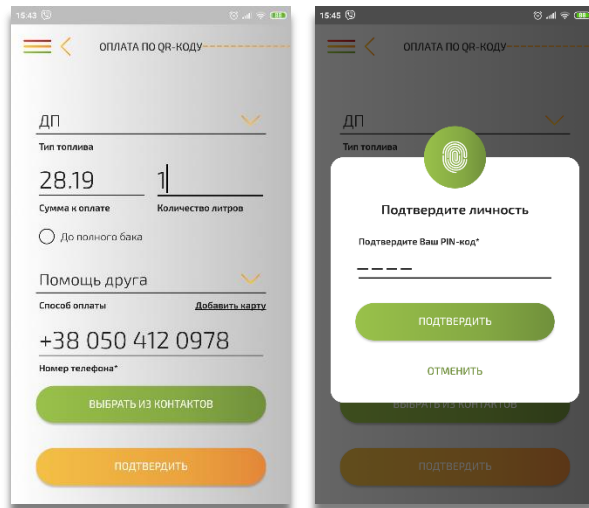 15:43
ОПЛАТА ПО QR-КОДУ
ДП
Тип топлива
28.19 1
Сумма к оплате Количество литров
До полного бака
Помощь друга
Способ оплаты Добавить карту
+38 050 412 0978
Номер телефона*
ВЫБРАТЬ ИЗ КОНТАКТОВ
ПОДТВЕРДИТЬ
15:45
ОПЛАТА ПО QR-КОДУ
ДП
Тип топлива
Подтвердите личность
Подтвердите Ваш PIN-код*
ПОДТВЕРДИТЬ
ОТМЕНИТЬ
ВЫБРАТЬ ИЗ КОНТАКТОВ
ПОДТВЕРДИТЬ